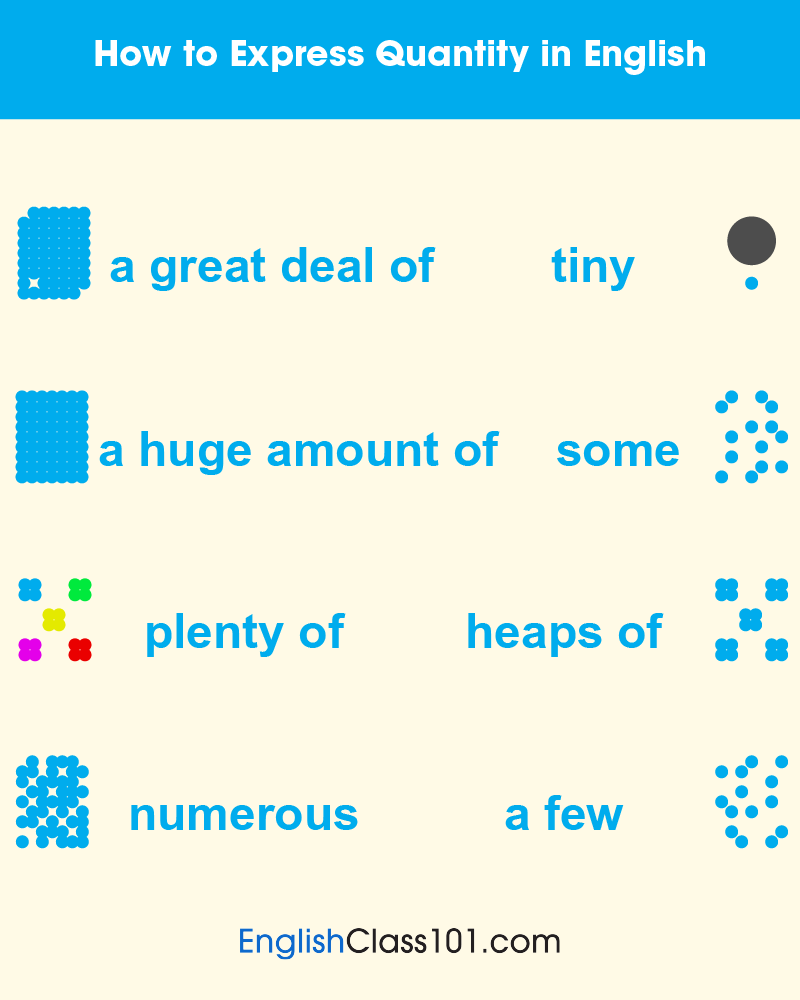 How to Express Quantity in English
a great deal of
tiny
a huge amount of
some
plenty of
heaps of
numerous
a few
EnglishClass101.com